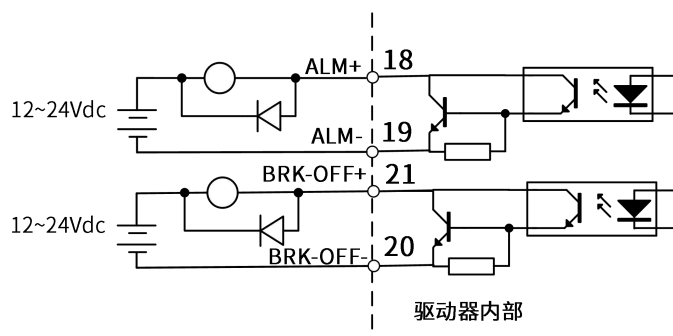 ALM+ 18
12~24Vdc
ALM- 19
BRK-OFF+ 21
12~24Vdc
BRK-OFF- 20
驱动器内部